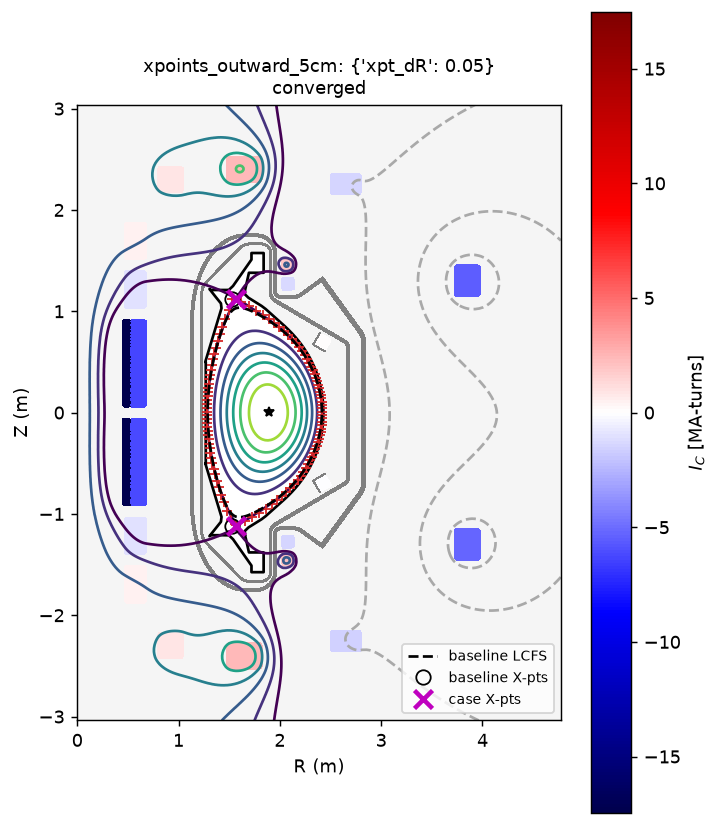 xpoints_outward_5cm: {'xpt_dR': 0.05}
converged
3
2
1
0
−1
−2
−3
Z (m)
0
1
2
3
4
R (m)
baseline LCFS
baseline X-pts
case X-pts
15
10
5
0
−5
−10
−15
I_C [MA-turns]